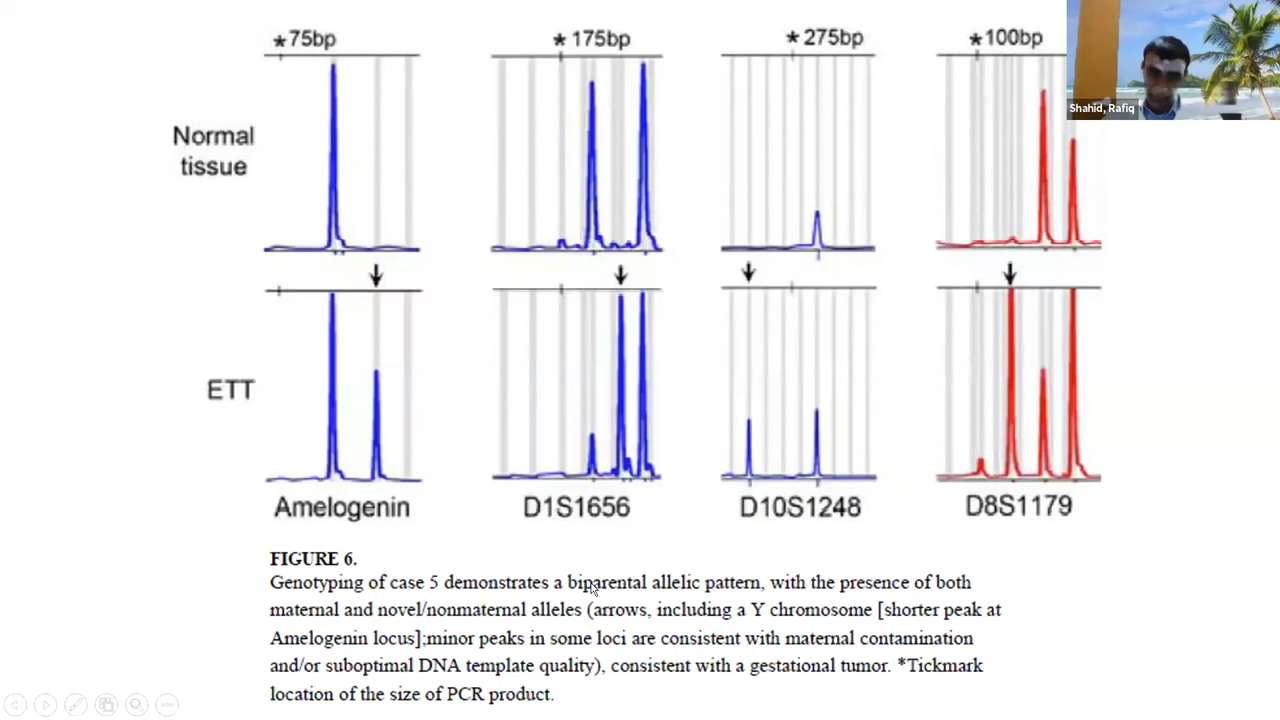 *75bp
*175bp
*275bp
*100bp
Shahid, Rafiq
Normal
tissue
ETT
Amelogenin
D1S1656
D10S1248
D8S1179
FIGURE 6.
Genotyping of case 5 demonstrates a biparental allelic pattern, with the presence of both
maternal and novel/nonmaternal alleles (arrows, including a Y chromosome [shorter peak at
Amelogenin locus];minor peaks in some loci are consistent with maternal contamination
and/or suboptimal DNA template quality), consistent with a gestational tumor. *Tickmark
location of the size of PCR product.